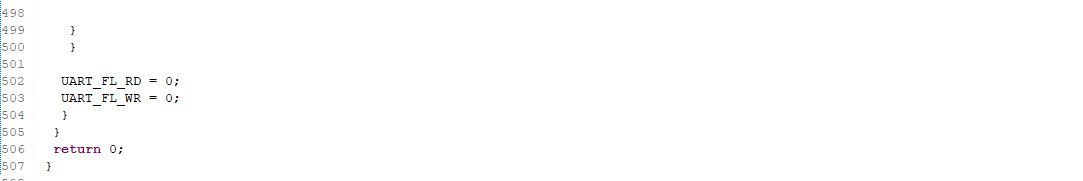 498
499 }
500 }
501
502 UART_FL_RD = 0;
503 UART_FL_WR = 0;
504 }
505 }
506 return 0;
507 }